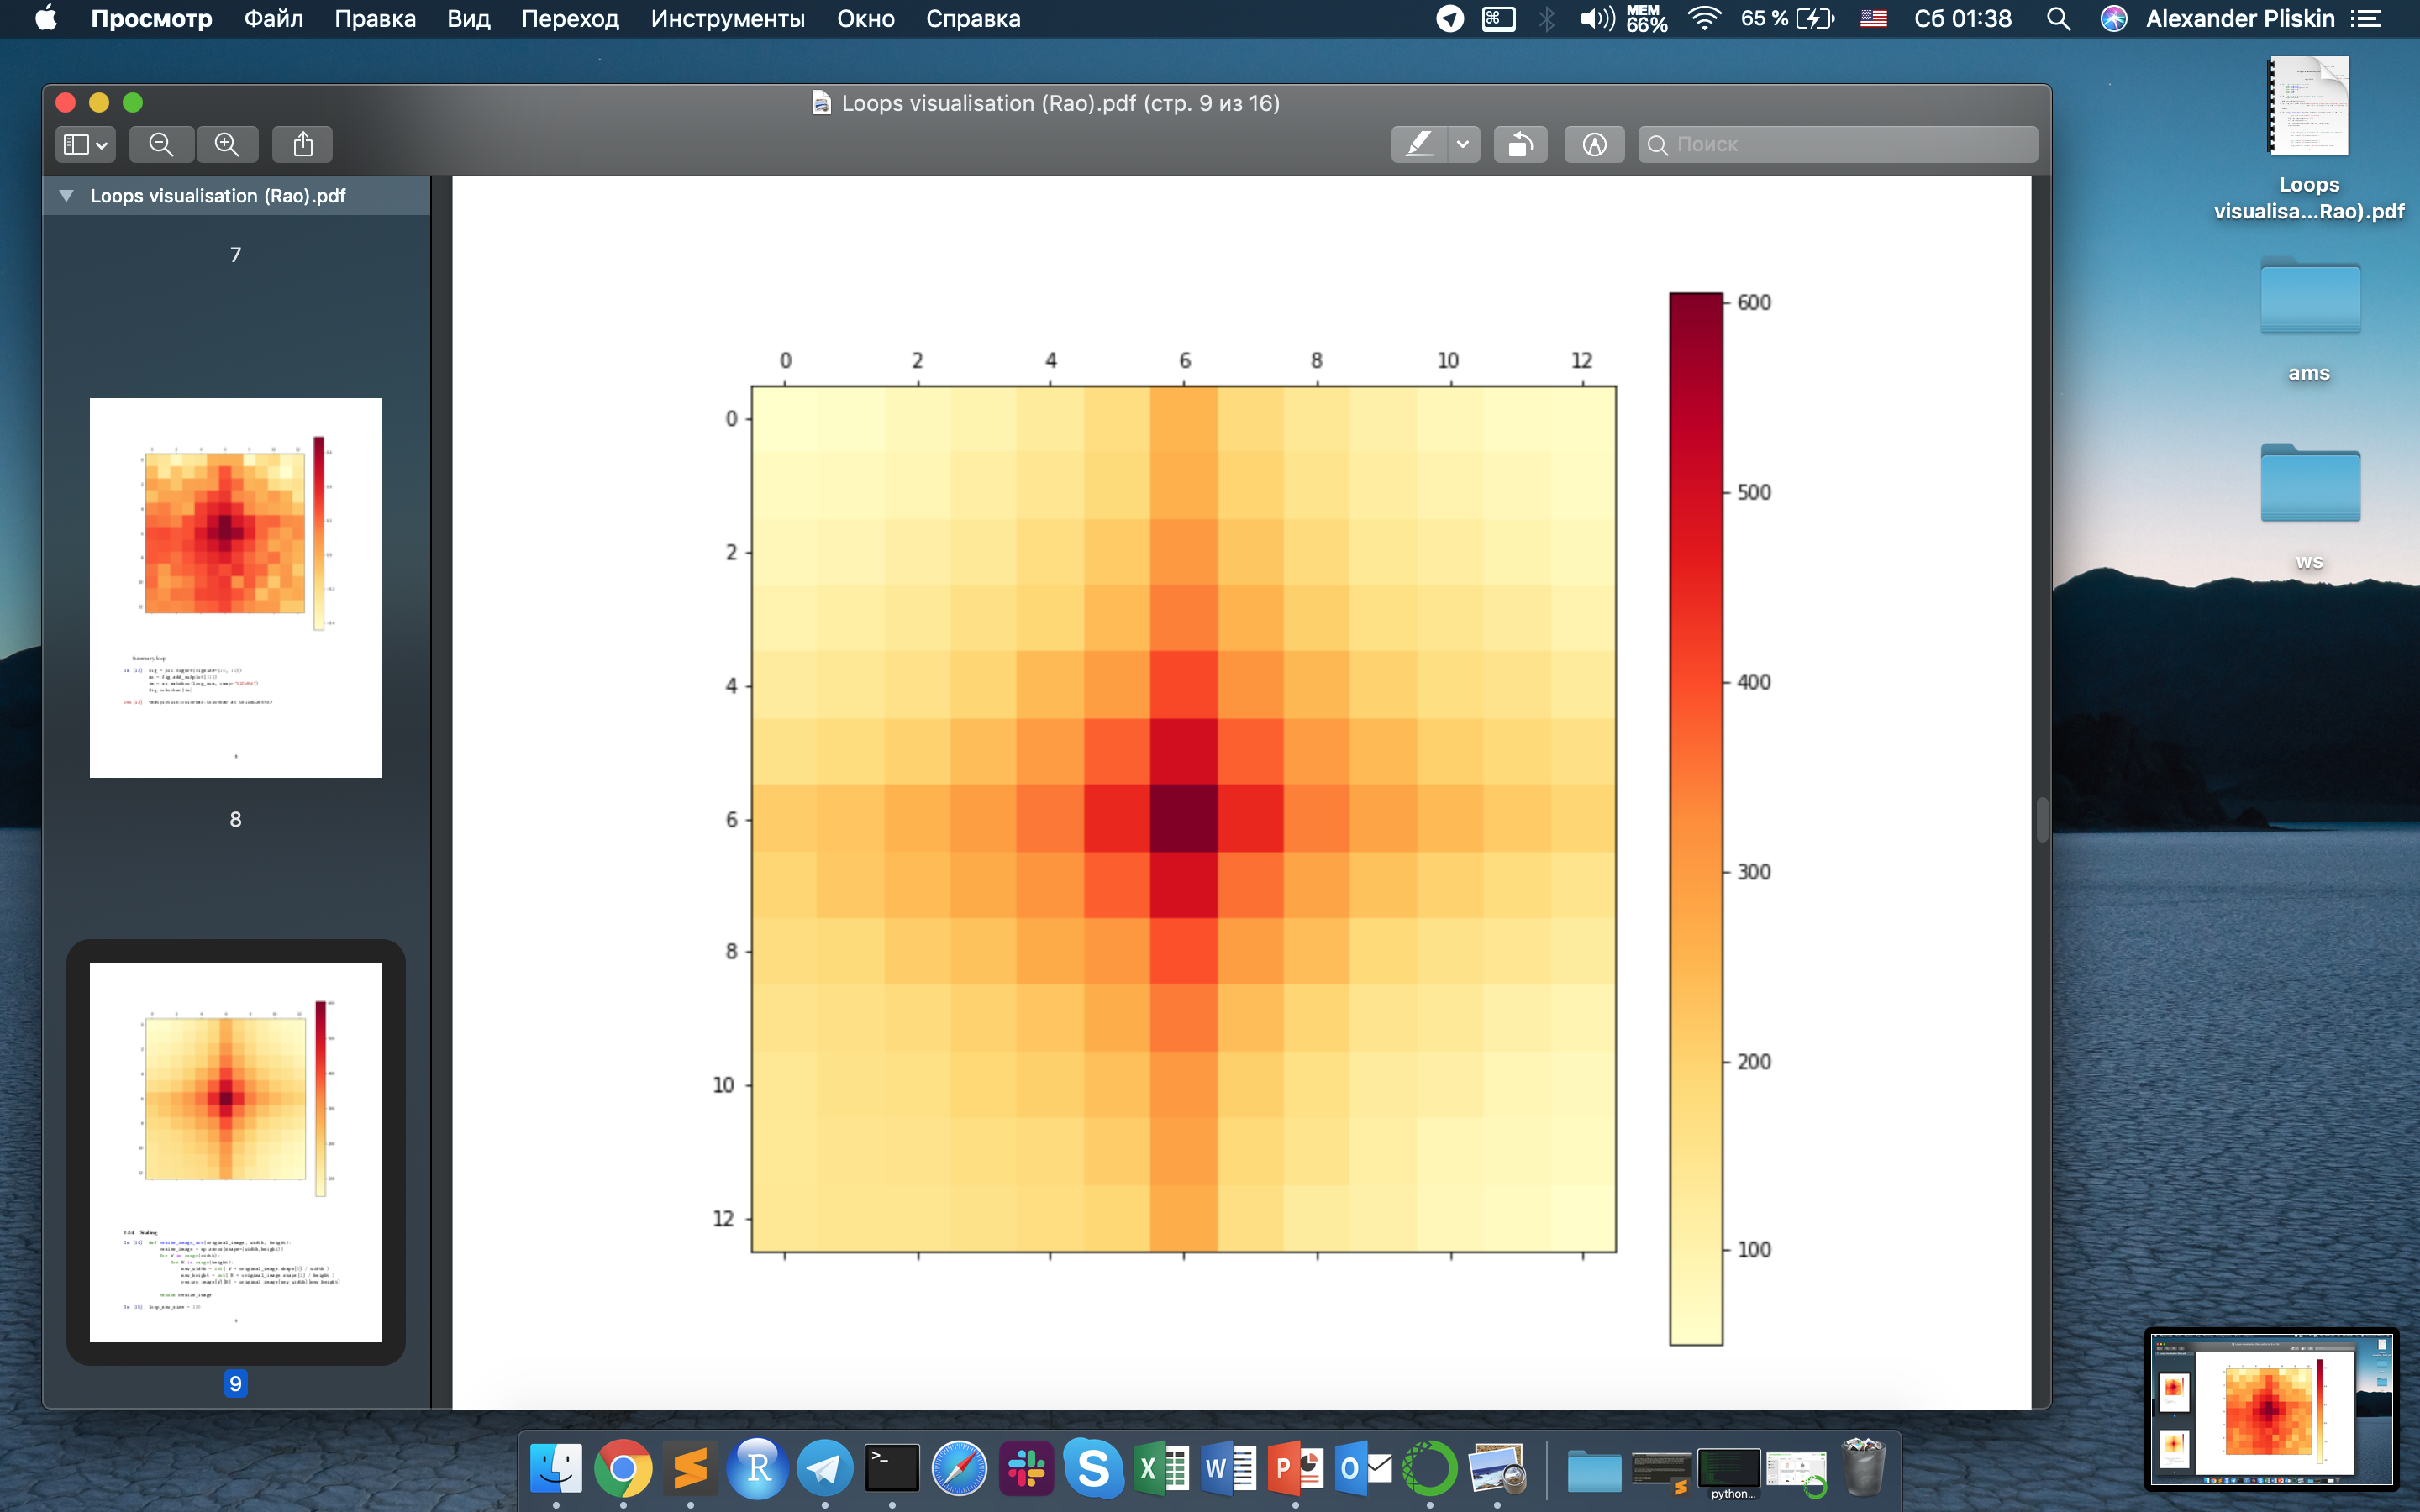 Просмотр Файл Правка Вид Переход Инструменты Окно Справка MEM 66% 65 % Сб 01:38 Alexander Pliskin
Loops visualisation (Rao).pdf (стр. 9 из 16)
Поиск
Loops visualisation (Rao).pdf
7
Summary loop
8
9
0 2 4 6 8 10 12
0
2
4
6
8
10
12
600
500
400
300
200
100
Loops
visualisa...Rao).pdf
ams
ws
python...